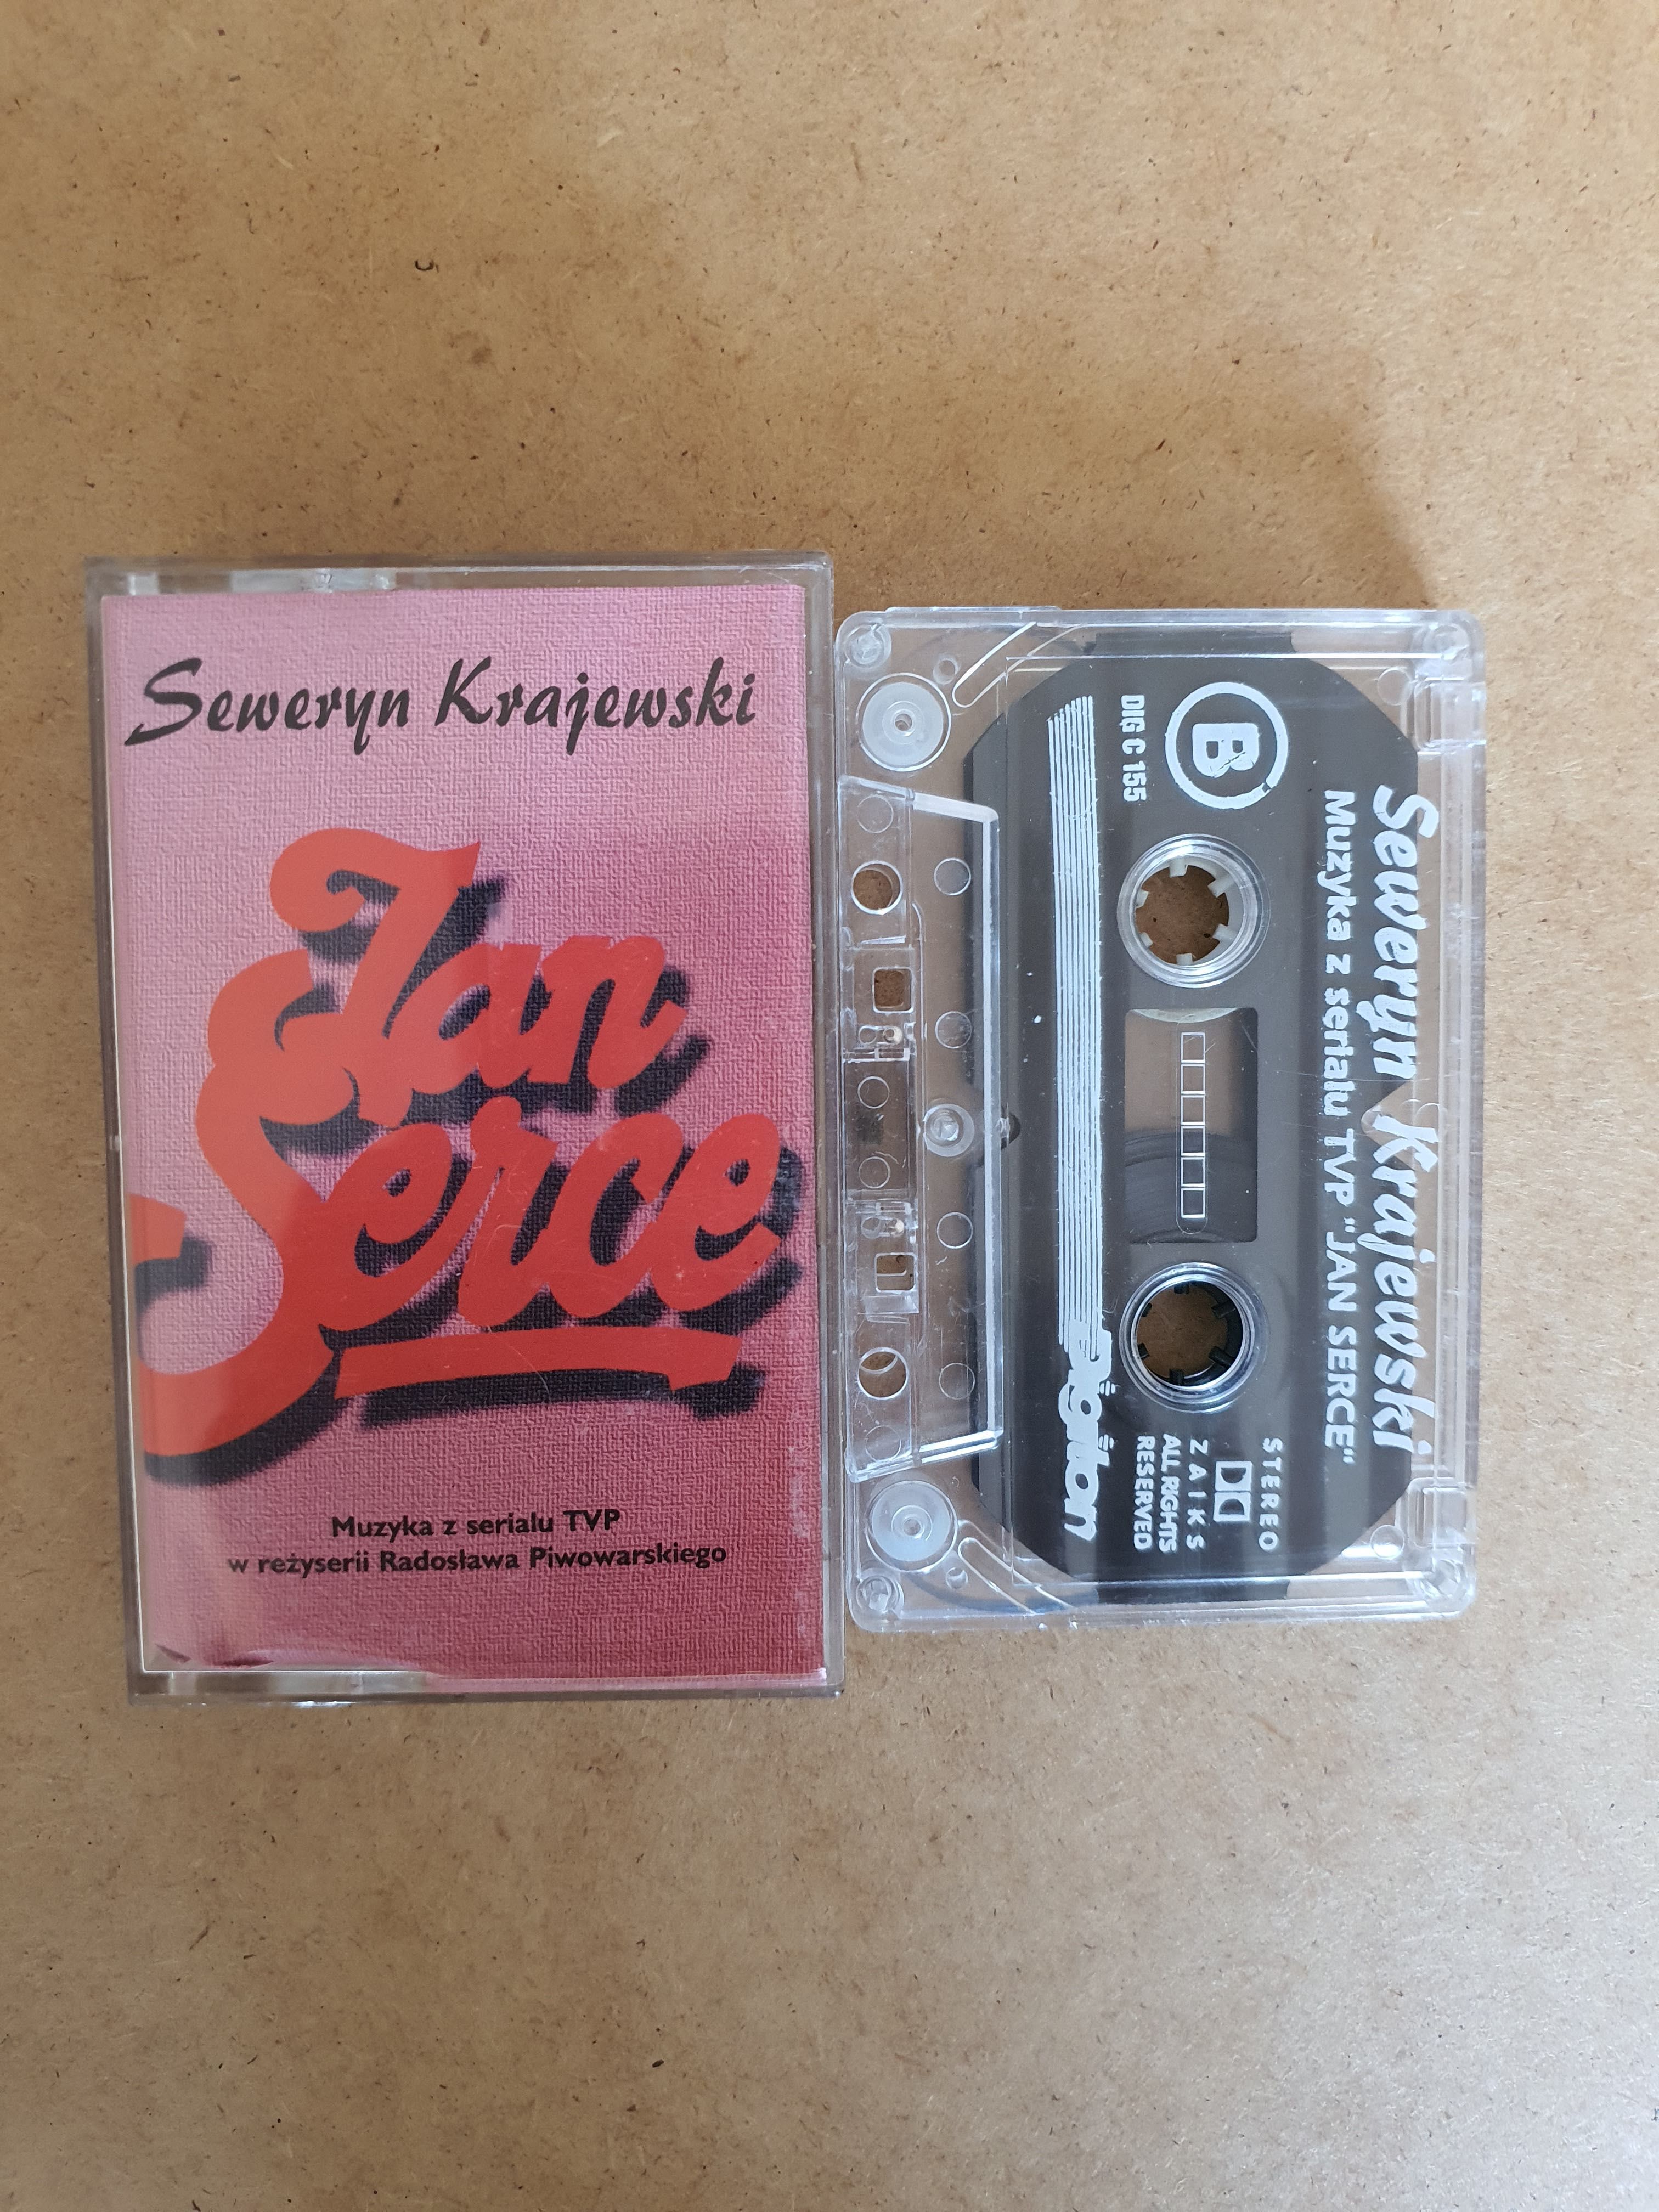 Seweryn Krajewski
Jan
Serce
Muzyka z serialu TVP
w reżyserii Radosława Piwowarskiego
Seweryn Krajewski
Muzyka z serialu TVP "JAN SERCE"
B
DIG C 155
STEREO
ZAIKS
ALL RIGHTS
RESERVED
Digiton